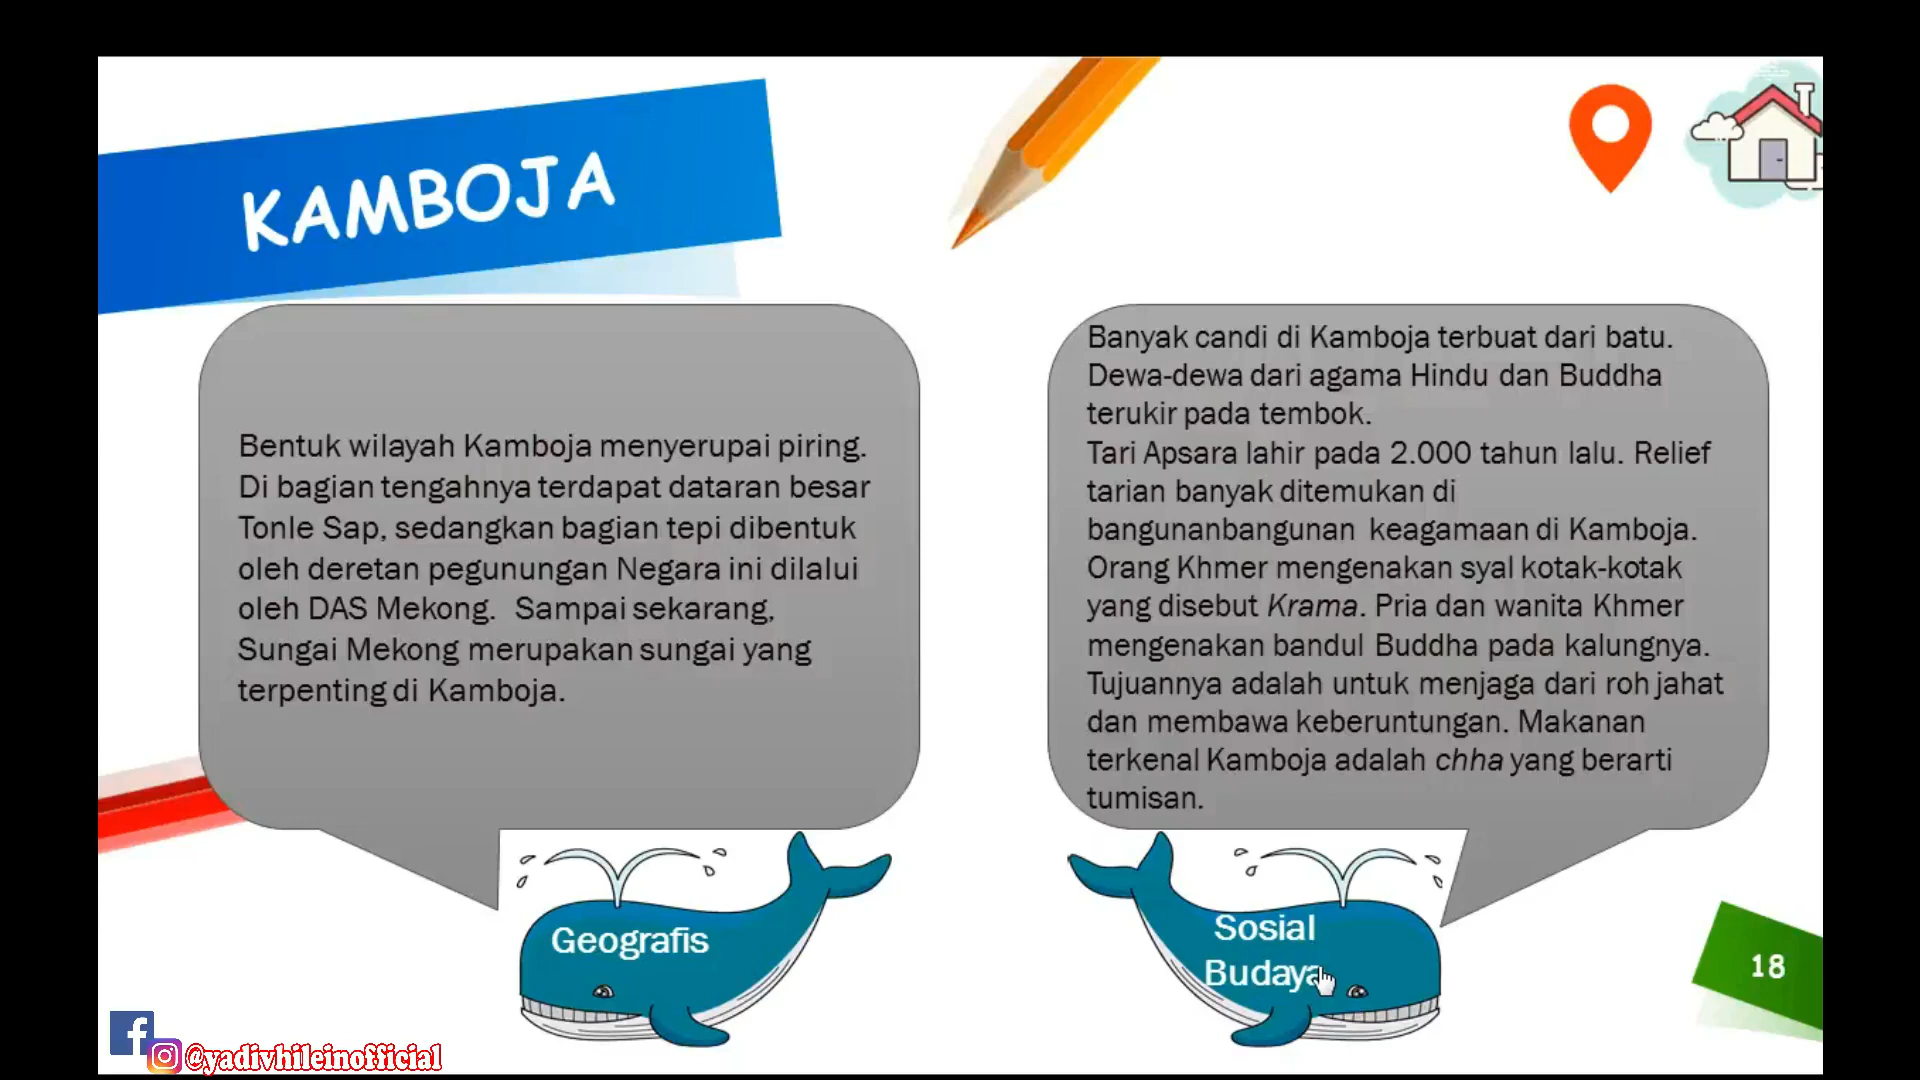 KAMBOJA
Bentuk wilayah Kamboja menyerupai piring.
Di bagian tengahnya terdapat dataran besar
Tonle Sap, sedangkan bagian tepi dibentuk
oleh deretan pegunungan Negara ini dilalui
oleh DAS Mekong.  Sampai sekarang,
Sungai Mekong merupakan sungai yang
terpenting di Kamboja.
Banyak candi di Kamboja terbuat dari batu.
Dewa-dewa dari agama Hindu dan Buddha
terukir pada tembok.
Tari Apsara lahir pada 2.000 tahun lalu. Relief
tarian banyak ditemukan di
bangunanbangunan  keagamaan di Kamboja.
Orang Khmer mengenakan syal kotak-kotak
yang disebut Krama. Pria dan wanita Khmer
mengenakan bandul Buddha pada kalungnya.
Tujuannya adalah untuk menjaga dari roh jahat
dan membawa keberuntungan. Makanan
terkenal Kamboja adalah chha yang berarti
tumisan.
Geografis
Sosial
Budaya
18
@yadivhileinofficial